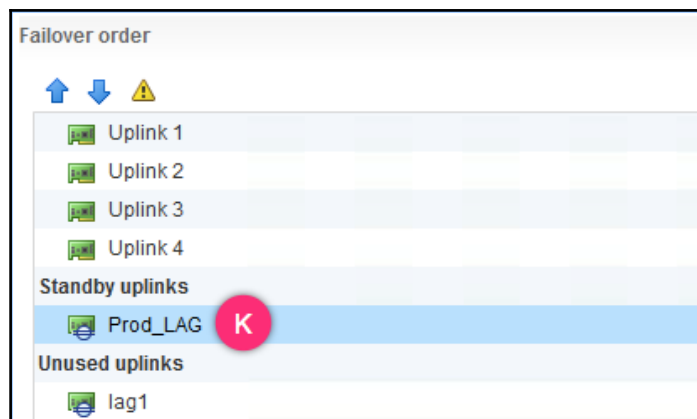 Failover order
Uplink 1
Uplink 2
Uplink 3
Uplink 4
Standby uplinks
Prod_LAG K
Unused uplinks
lag1